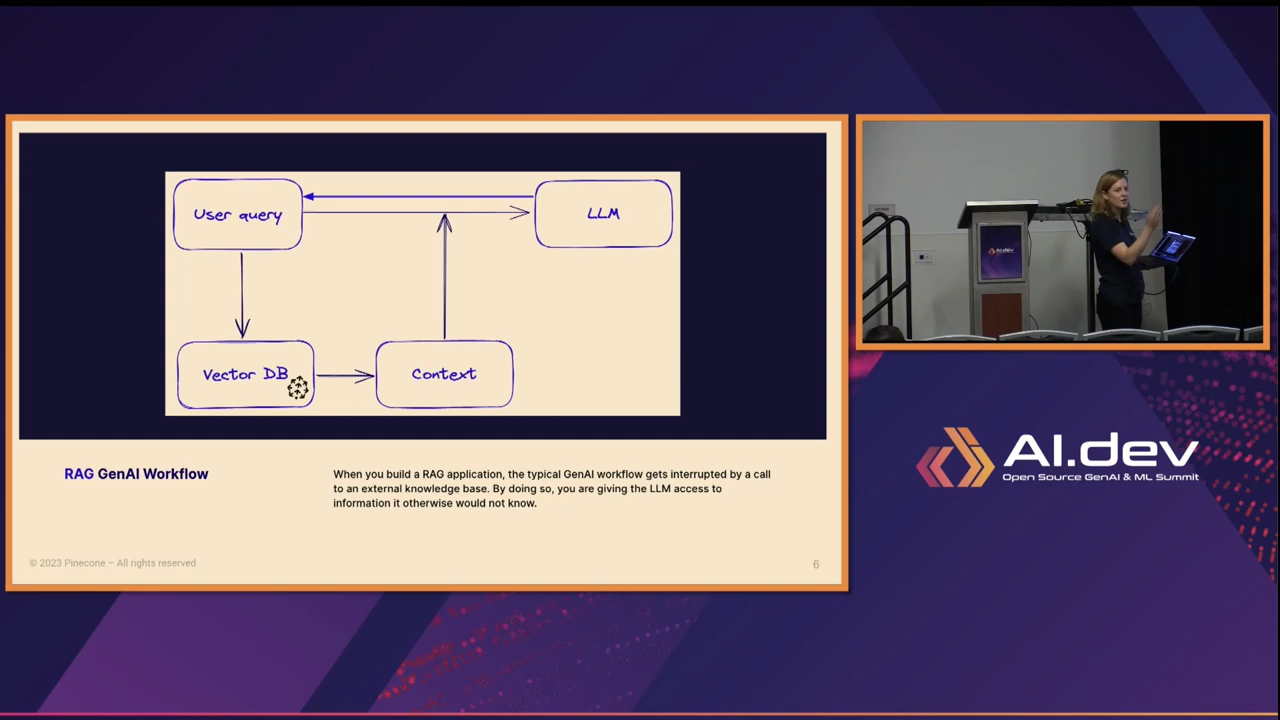 User query
LLM
Vector DB
Context
RAG GenAI Workflow
When you build a RAG application, the typical GenAI workflow gets interrupted by a call
to an external knowledge base. By doing so, you are giving the LLM access to
information it otherwise would not know.
© 2023 Pinecone – All rights reserved
6
AI.dev
AI.dev
Open Source GenAI & ML Summit